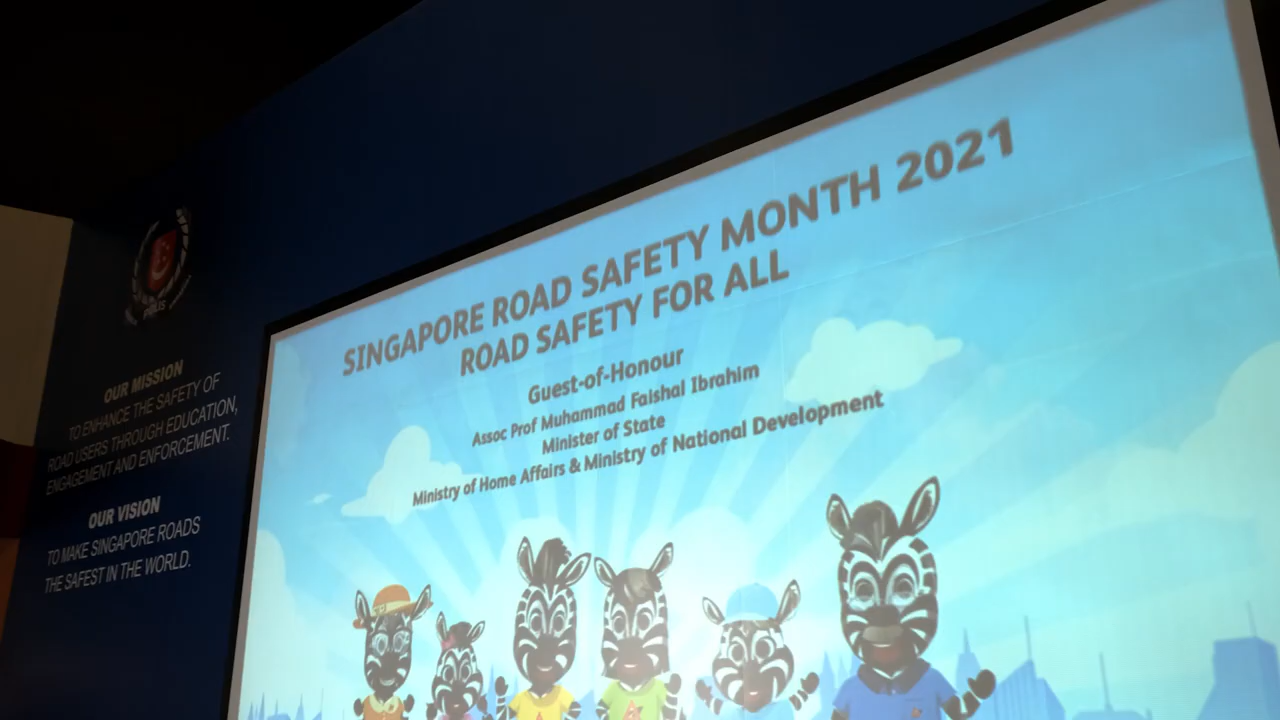 SINGAPORE ROAD SAFETY MONTH 2021
ROAD SAFETY FOR ALL
Guest-of-Honour
Assoc Prof Muhammad Faishal Ibrahim
Minister of State
Ministry of Home Affairs & Ministry of National Development
OUR MISSION
TO ENHANCE THE SAFETY OF
ROAD USERS THROUGH EDUCATION,
ENGAGEMENT AND ENFORCEMENT.
OUR VISION
TO MAKE SINGAPORE ROADS
THE SAFEST IN THE WORLD.